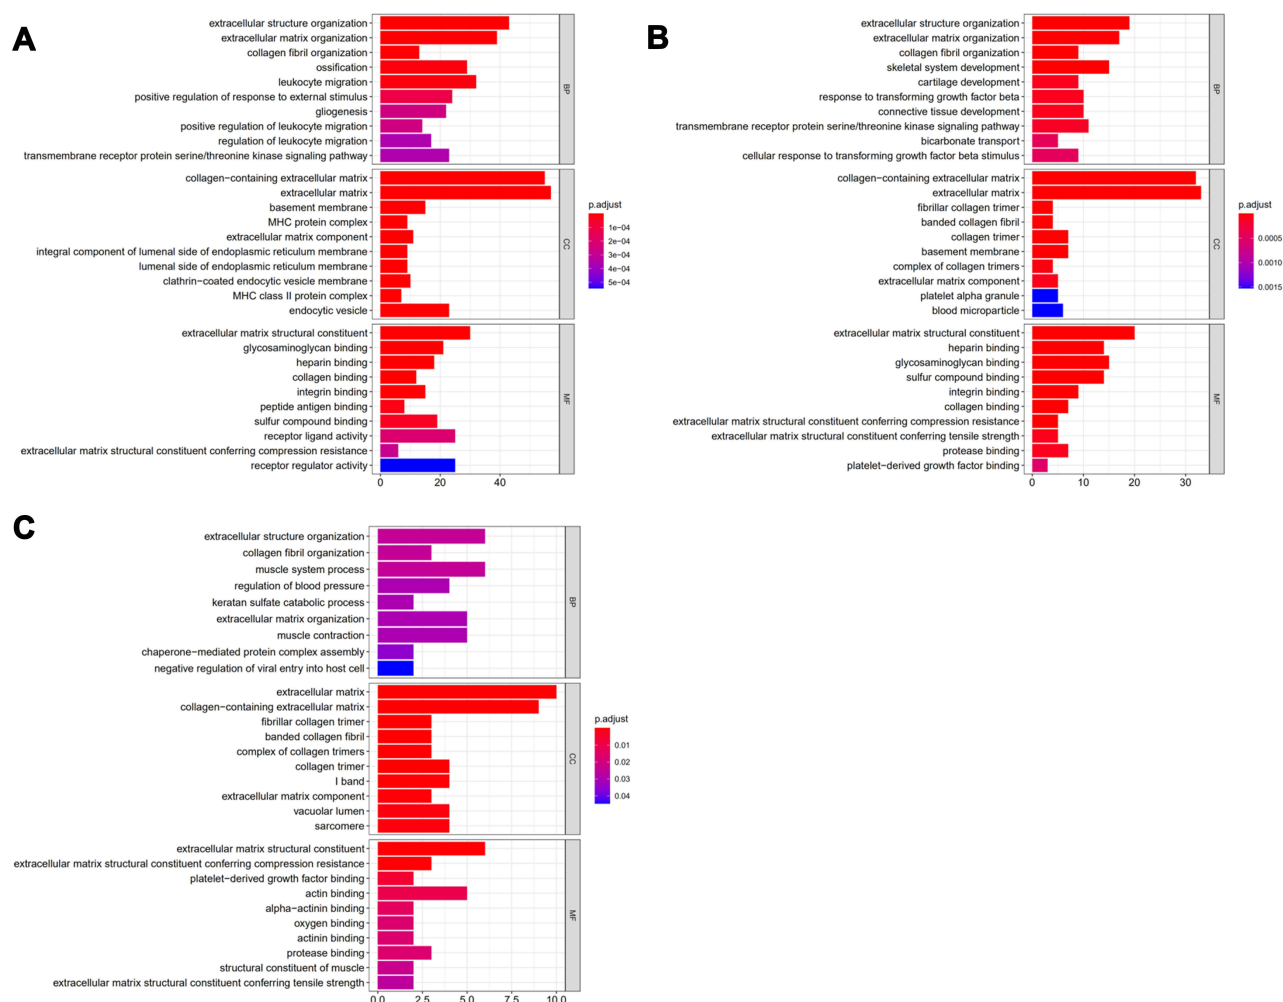 A
extracellular structure organization
extracellular matrix organization
collagen fibril organization
ossification
leukocyte migration
positive regulation of response to external stimulus
gliogenesis
positive regulation of leukocyte migration
regulation of leukocyte migration
transmembrane receptor protein serine/threonine kinase signaling pathway
BP
collagen−containing extracellular matrix
extracellular matrix
basement membrane
MHC protein complex
extracellular matrix component
integral component of lumenal side of endoplasmic reticulum membrane
lumenal side of endoplasmic reticulum membrane
clathrin−coated endocytic vesicle membrane
MHC class II protein complex
endocytic vesicle
CC
extracellular matrix structural constituent
glycosaminoglycan binding
heparin binding
collagen binding
integrin binding
peptide antigen binding
sulfur compound binding
receptor ligand activity
extracellular matrix structural constituent conferring compression resistance
receptor regulator activity
MF
0 20 40
p.adjust
1e−04
2e−04
3e−04
4e−04
5e−04
B
extracellular structure organization
extracellular matrix organization
collagen fibril organization
skeletal system development
cartilage development
response to transforming growth factor beta
connective tissue development
transmembrane receptor protein serine/threonine kinase signaling pathway
bicarbonate transport
cellular response to transforming growth factor beta stimulus
BP
collagen−containing extracellular matrix
extracellular matrix
fibrillar collagen trimer
banded collagen fibril
collagen trimer
basement membrane
complex of collagen trimers
extracellular matrix component
platelet alpha granule
blood microparticle
CC
extracellular matrix structural constituent
heparin binding
glycosaminoglycan binding
sulfur compound binding
integrin binding
collagen binding
extracellular matrix structural constituent conferring compression resistance
extracellular matrix structural constituent conferring tensile strength
protease binding
platelet−derived growth factor binding
MF
0 10 20 30
p.adjust
0.0005
0.0010
0.0015
C
extracellular structure organization
collagen fibril organization
muscle system process
regulation of blood pressure
keratan sulfate catabolic process
extracellular matrix organization
muscle contraction
chaperone−mediated protein complex assembly
negative regulation of viral entry into host cell
BP
extracellular matrix
collagen−containing extracellular matrix
fibrillar collagen trimer
banded collagen fibril
complex of collagen trimers
collagen trimer
I band
extracellular matrix component
vacuolar lumen
sarcomere
CC
extracellular matrix structural constituent
extracellular matrix structural constituent conferring compression resistance
platelet−derived growth factor binding
actin binding
alpha−actinin binding
oxygen binding
actinin binding
protease binding
structural constituent of muscle
extracellular matrix structural constituent conferring tensile strength
MF
0.0 2.5 5.0 7.5 10.0
p.adjust
0.01
0.02
0.03
0.04